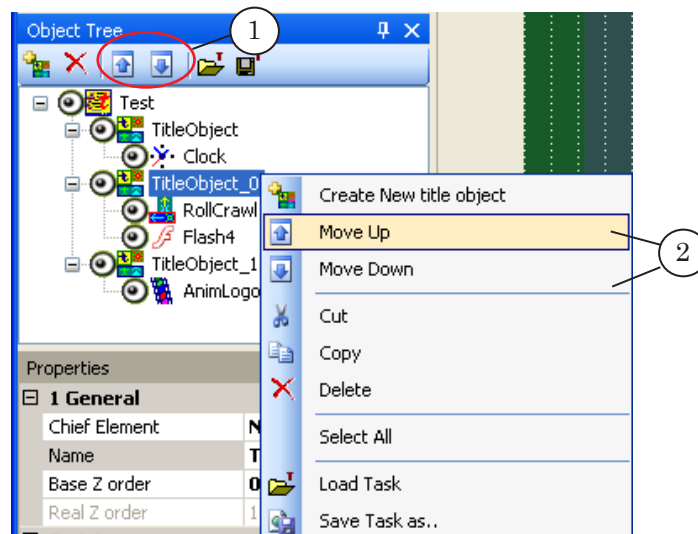 Object Tree
1
Test
TitleObject
Clock
TitleObject_0
RollCrawl
Flash4
TitleObject_1
AnimLogo
Create New title object
Move Up
Move Down
2
Cut
Copy
Delete
Select All
Load Task
Save Task as..
Properties
1 General
Chief Element N
Name T
Base Z order 0
Real Z order 1